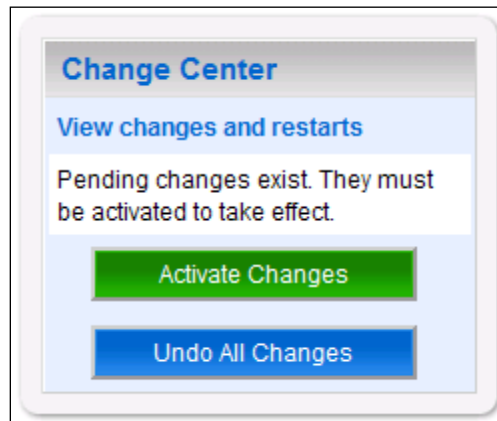 Change Center
View changes and restarts
Pending changes exist. They must
be activated to take effect.
Activate Changes
Undo All Changes